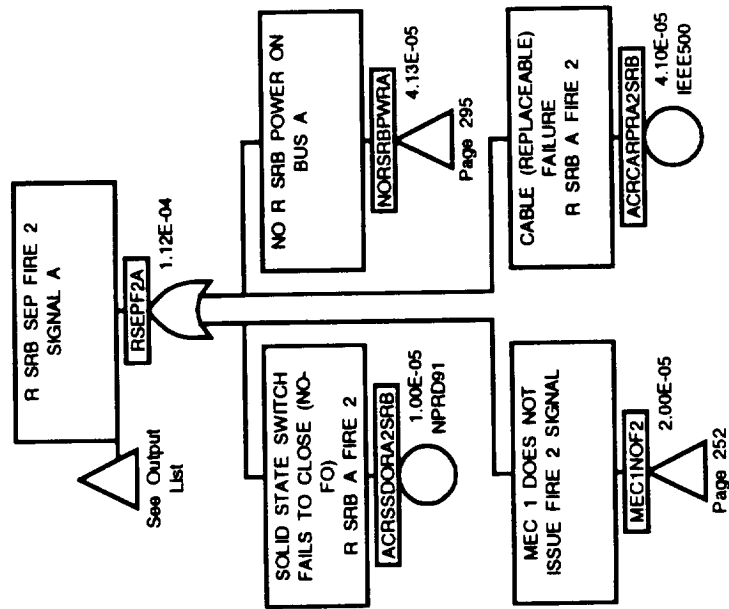 R SRB SEP FIRE 2
SIGNAL A
RSEPF2A
1.12E-04
See Output
List
SOLID STATE SWITCH
FAILS TO CLOSE (NO-
FO)
R SRB A FIRE 2
ACRSSDORA2SRB
1.00E-05
NPRD91
NO R SRB POWER ON
BUS A
NORSRBPWRA
4.13E-05
Page 295
MEC 1 DOES NOT
ISSUE FIRE 2 SIGNAL
MEC1NOF2
2.00E-05
Page 252
CABLE (REPLACEABLE)
FAILURE
R SRB A FIRE 2
ACRCARPRA2SRB
4.10E-05
IEEE500